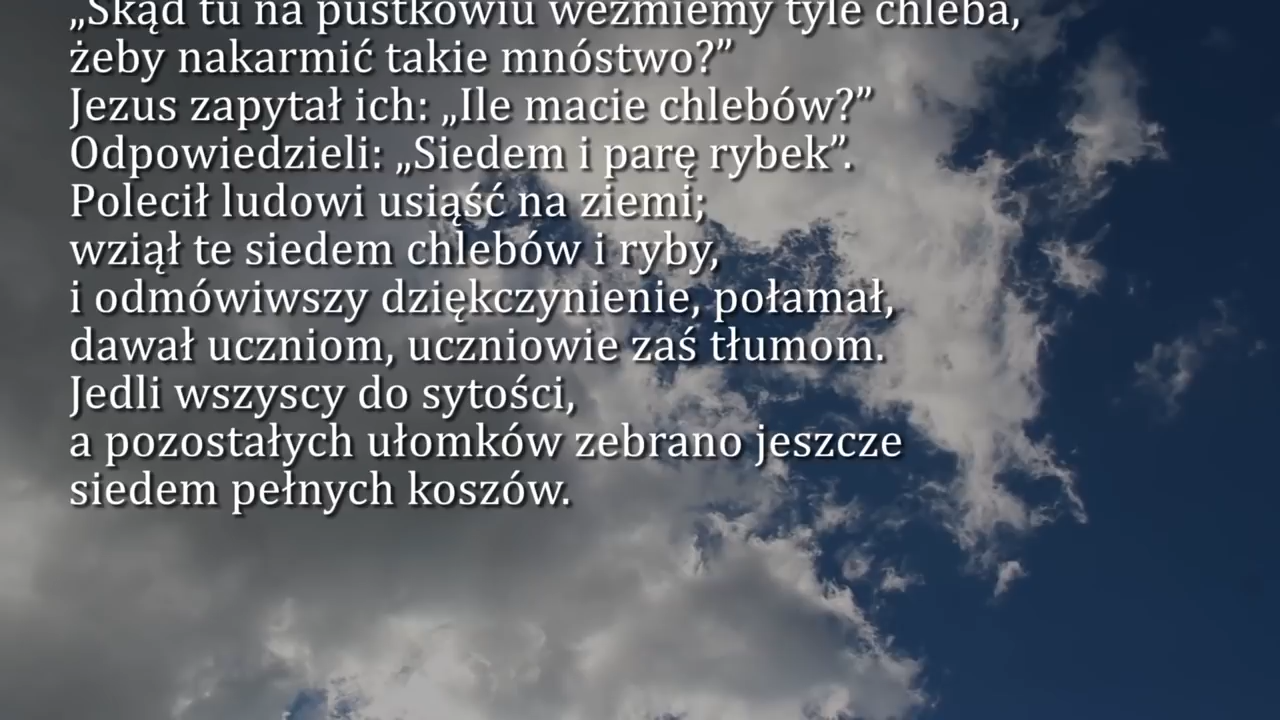 „Skąd tu na pustkowiu weźmiemy tyle chleba,
żeby nakarmić takie mnóstwo?”
Jezus zapytał ich: „Ile macie chlebów?”
Odpowiedzieli: „Siedem i parę rybek”.
Polecił ludowi usiąść na ziemi;
wziął te siedem chlebów i ryby,
i odmówiwszy dziękczynienie, połamał,
dawał uczniom, uczniowie zaś tłumom.
Jedli wszyscy do sytości,
a pozostałych ułomków zebrano jeszcze
siedem pełnych koszów.